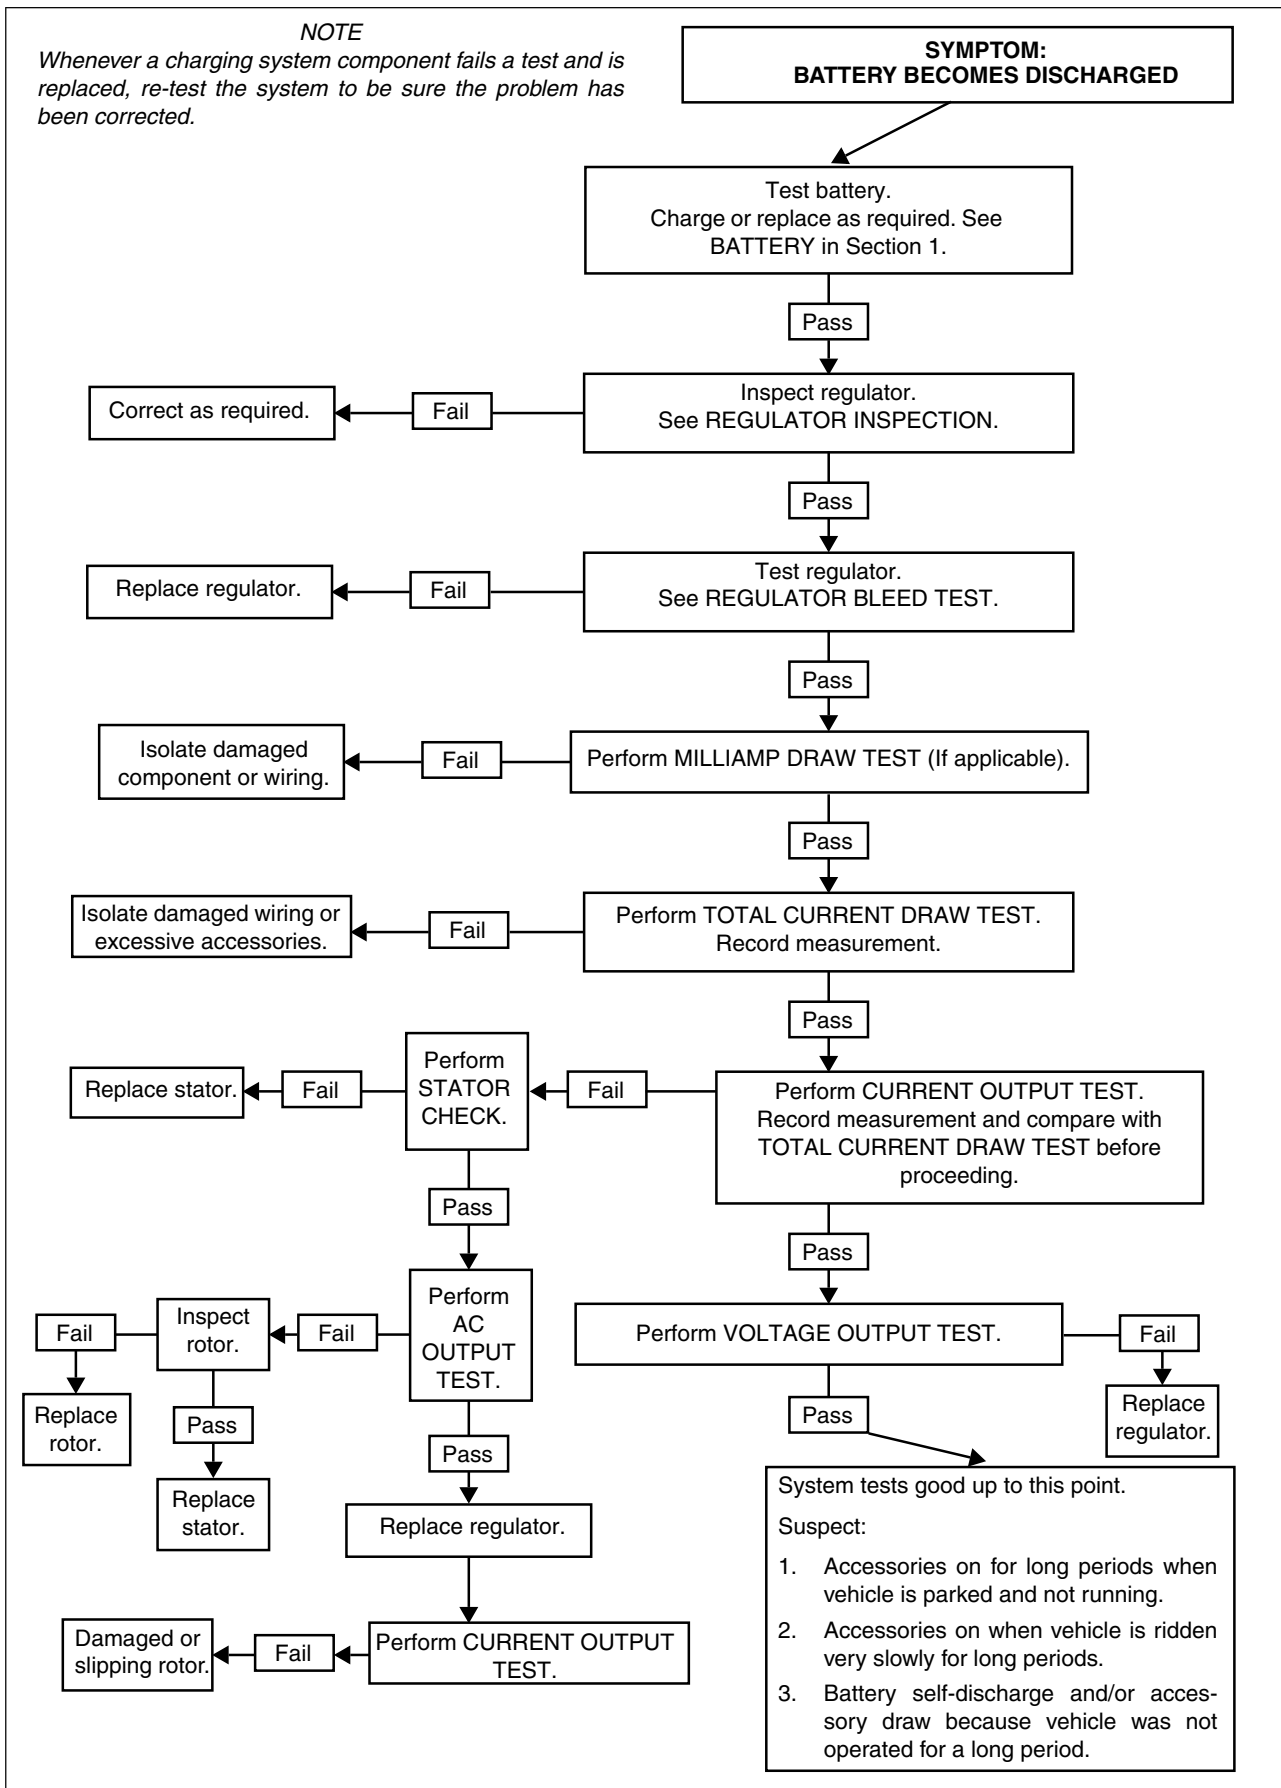 NOTE
Whenever a charging system component fails a test and is
replaced, re-test the system to be sure the problem has
been corrected.
SYMPTOM:
BATTERY BECOMES DISCHARGED
Test battery.
Charge or replace as required. See
BATTERY in Section 1.
Pass
Inspect regulator.
See REGULATOR INSPECTION.
Fail
Correct as required.
Pass
Test regulator.
See REGULATOR BLEED TEST.
Fail
Replace regulator.
Pass
Perform MILLIAMP DRAW TEST (If applicable).
Fail
Isolate damaged
component or wiring.
Pass
Perform TOTAL CURRENT DRAW TEST.
Record measurement.
Fail
Isolate damaged wiring or
excessive accessories.
Pass
Perform CURRENT OUTPUT TEST.
Record measurement and compare with
TOTAL CURRENT DRAW TEST before
proceeding.
Fail
Perform
STATOR
CHECK.
Fail
Replace stator.
Pass
Perform
AC
OUTPUT
TEST.
Fail
Inspect
rotor.
Fail
Replace
rotor.
Pass
Replace
stator.
Pass
Replace regulator.
Perform CURRENT OUTPUT
TEST.
Fail
Damaged or
slipping rotor.
Pass
Perform VOLTAGE OUTPUT TEST.
Fail
Replace
regulator.
Pass
System tests good up to this point.
Suspect:
1. Accessories on for long periods when
vehicle is parked and not running.
2. Accessories on when vehicle is ridden
very slowly for long periods.
3. Battery self-discharge and/or acces-
sory draw because vehicle was not
operated for a long period.